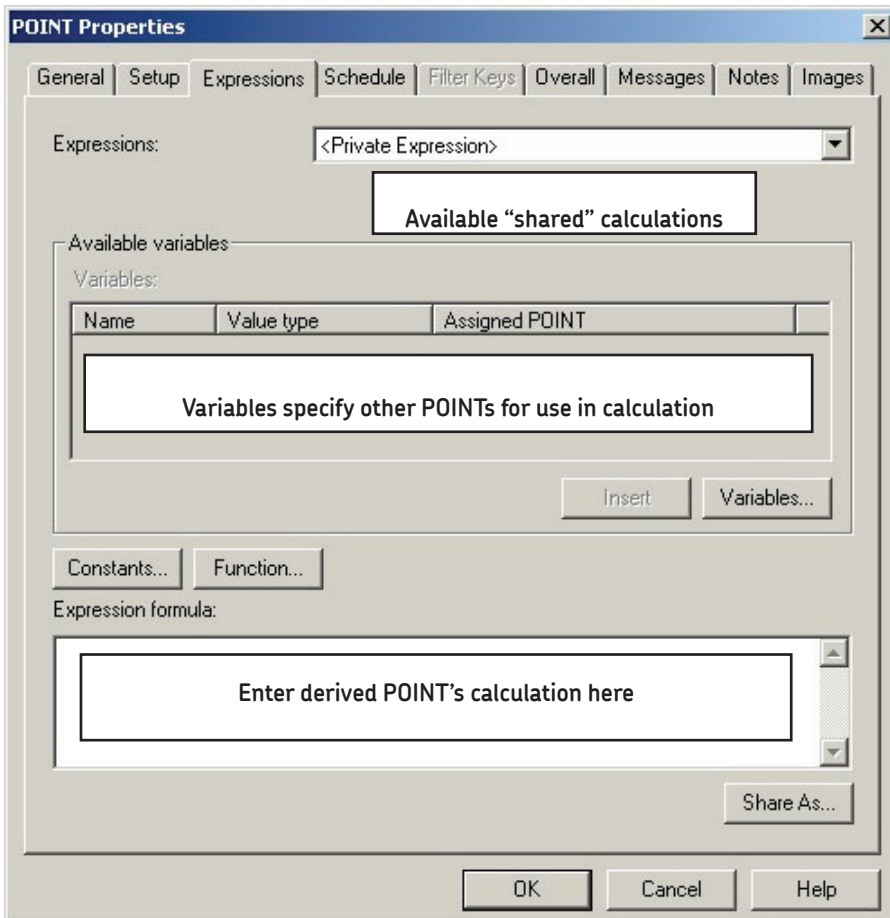 POINT Properties
General Setup Expressions Schedule Filter Keys Overall Messages Notes Images
Expressions: <Private Expression>
Available “shared” calculations
Available variables
Variables:
Name Value type Assigned POINT
Variables specify other POINTs for use in calculation
Insert Variables...
Constants... Function...
Expression formula:
Enter derived POINT’s calculation here
Share As...
OK Cancel Help